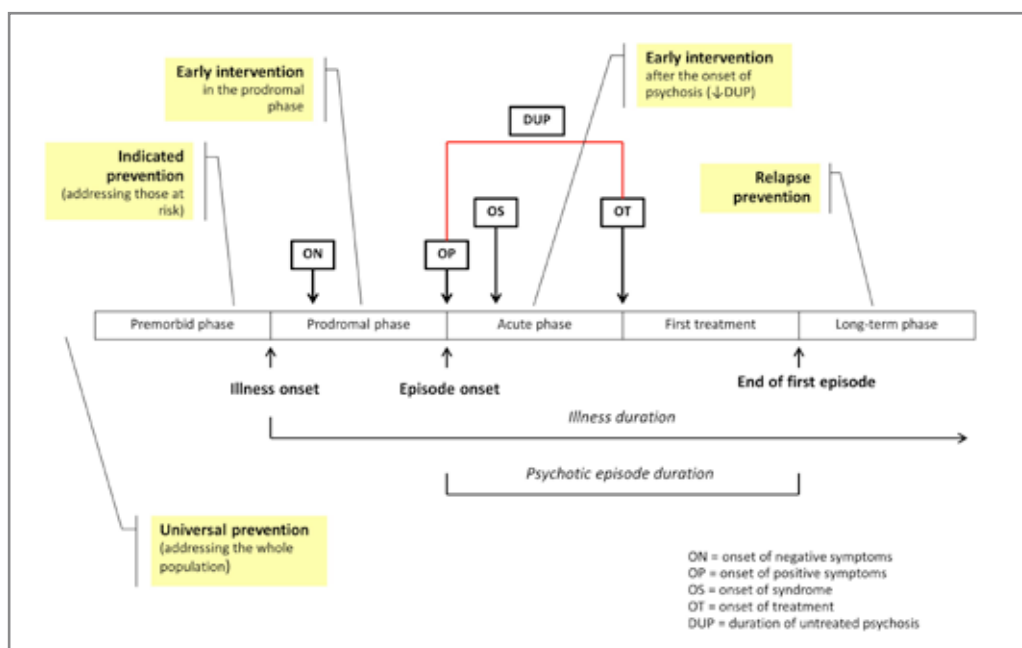 Early intervention
in the prodromal
phase
Early intervention
after the onset of
psychosis (↓DUP)
DUP
Indicated
prevention
(addressing those at
risk)
Relapse
prevention
OS
OT
ON
OP
Premorbid phase
Prodromal phase
Acute phase
First treatment
Long-term phase
Illness onset
Episode onset
End of first episode
Illness duration
Psychotic episode duration
Universal prevention
(addressing the whole
population)
ON = onset of negative symptoms
OP = onset of positive symptoms
OS = onset of syndrome
OT = onset of treatment
DUP = duration of untreated psychosis